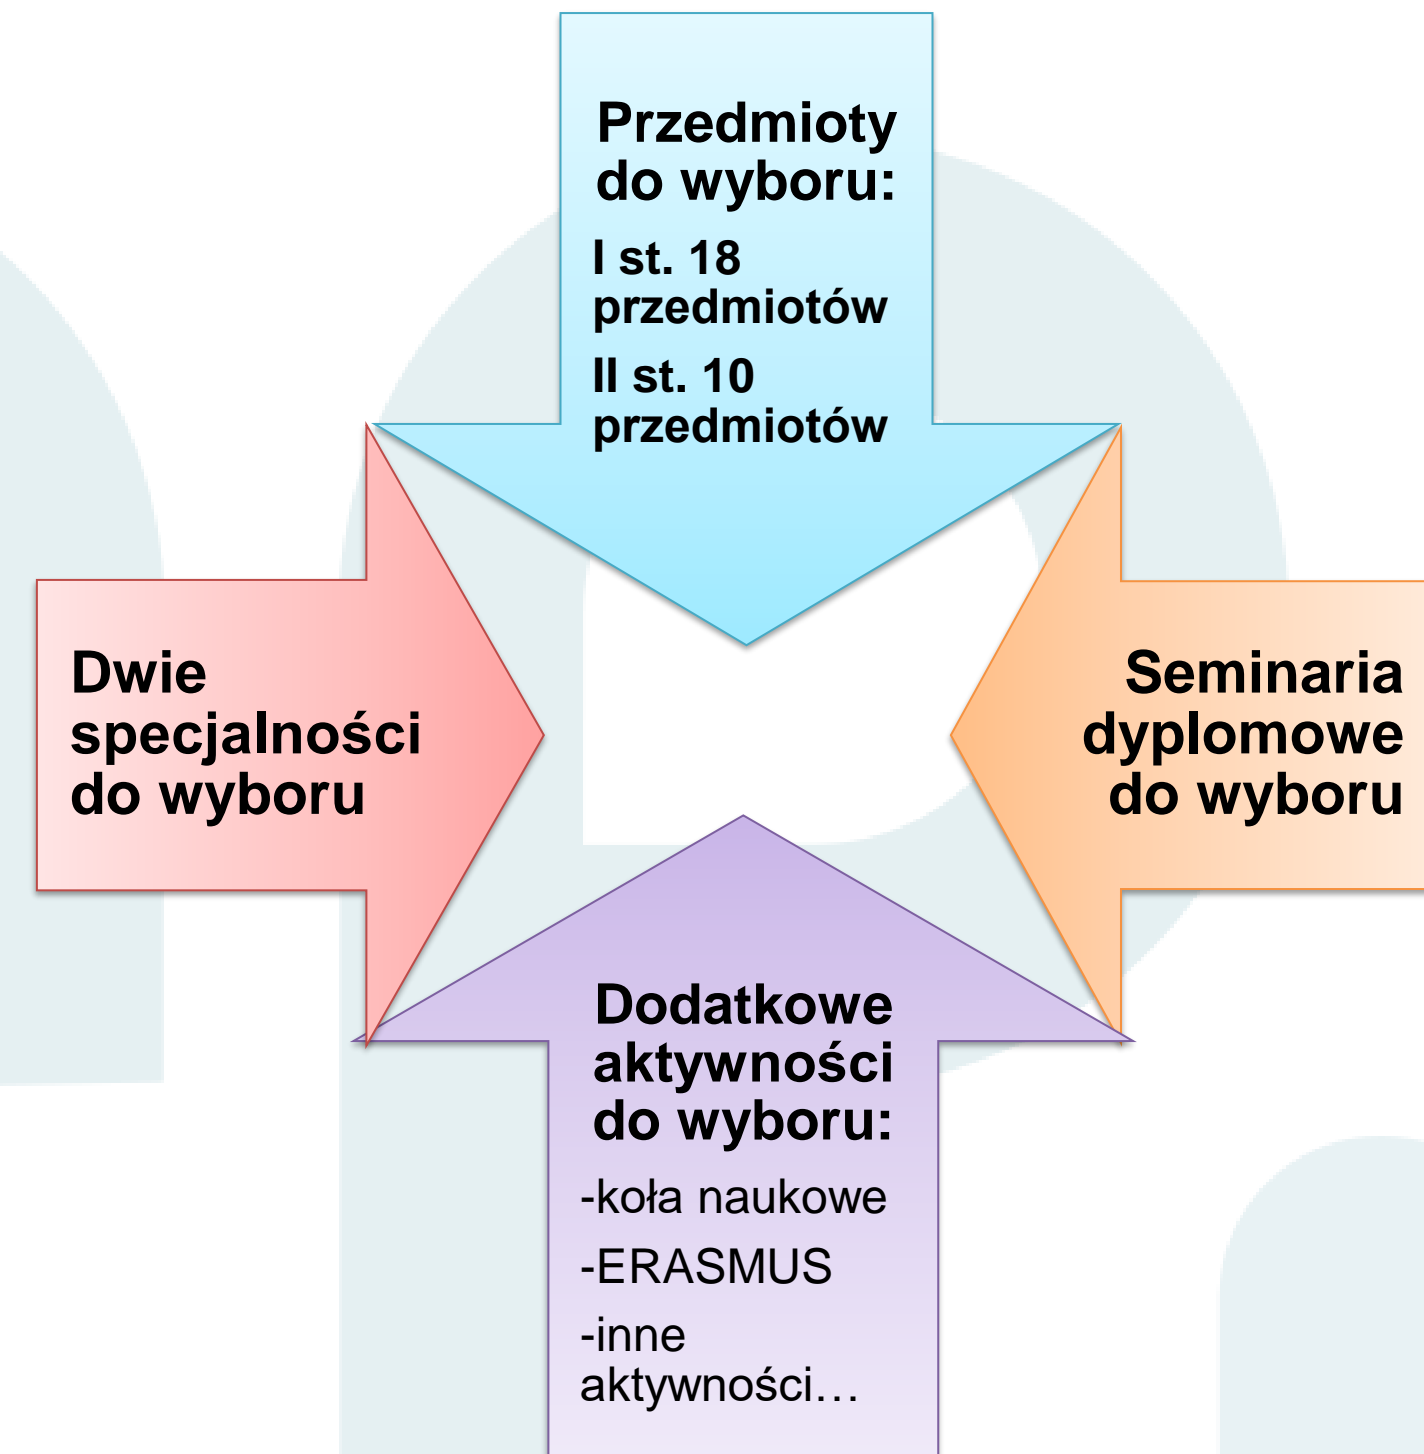 Przedmioty
do wyboru:
I st. 18
przedmiotów
II st. 10
przedmiotów
Dwie
specjalności
do wyboru
Seminaria
dyplomowe
do wyboru
Dodatkowe
aktywności
do wyboru:
-koła naukowe
-ERASMUS
-inne
aktywności…